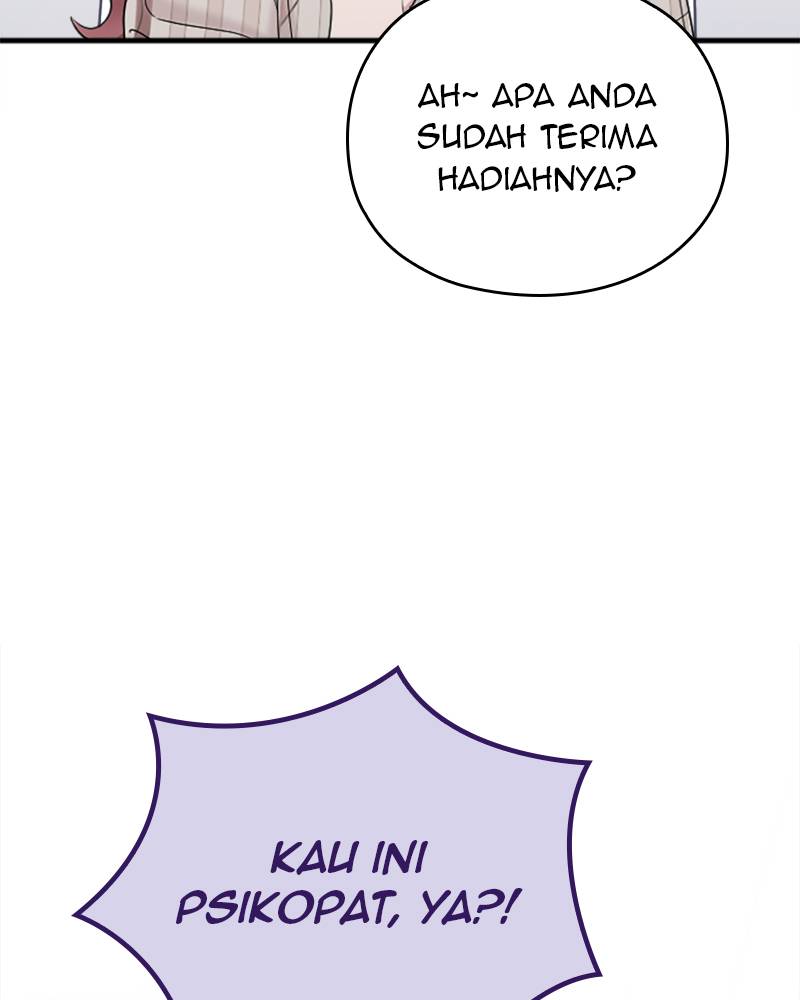 AH~ APA ANDA
SUDAH TERIMA
HADIAHNYA?
KAU INI
PSIKOPAT, YA?!